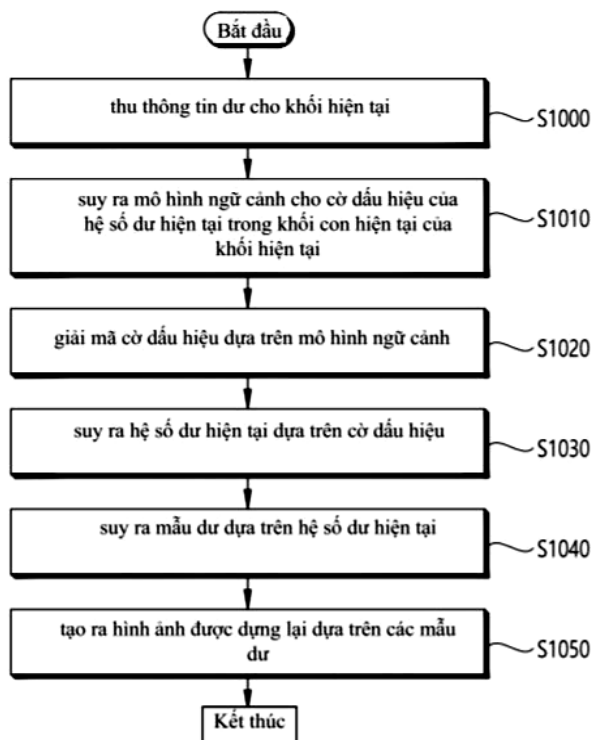 Bắt đầu
thu thông tin dư cho khối hiện tại
S1000
suy ra mô hình ngữ cảnh cho cờ dấu hiệu của
hệ số dư hiện tại trong khối con hiện tại của
khối hiện tại
S1010
giải mã cờ dấu hiệu dựa trên mô hình ngữ cảnh
S1020
suy ra hệ số dư hiện tại dựa trên cờ dấu hiệu
S1030
suy ra mẫu dư dựa trên hệ số dư hiện tại
S1040
tạo ra hình ảnh được dựng lại dựa trên các mẫu
dư
S1050
Kết thúc